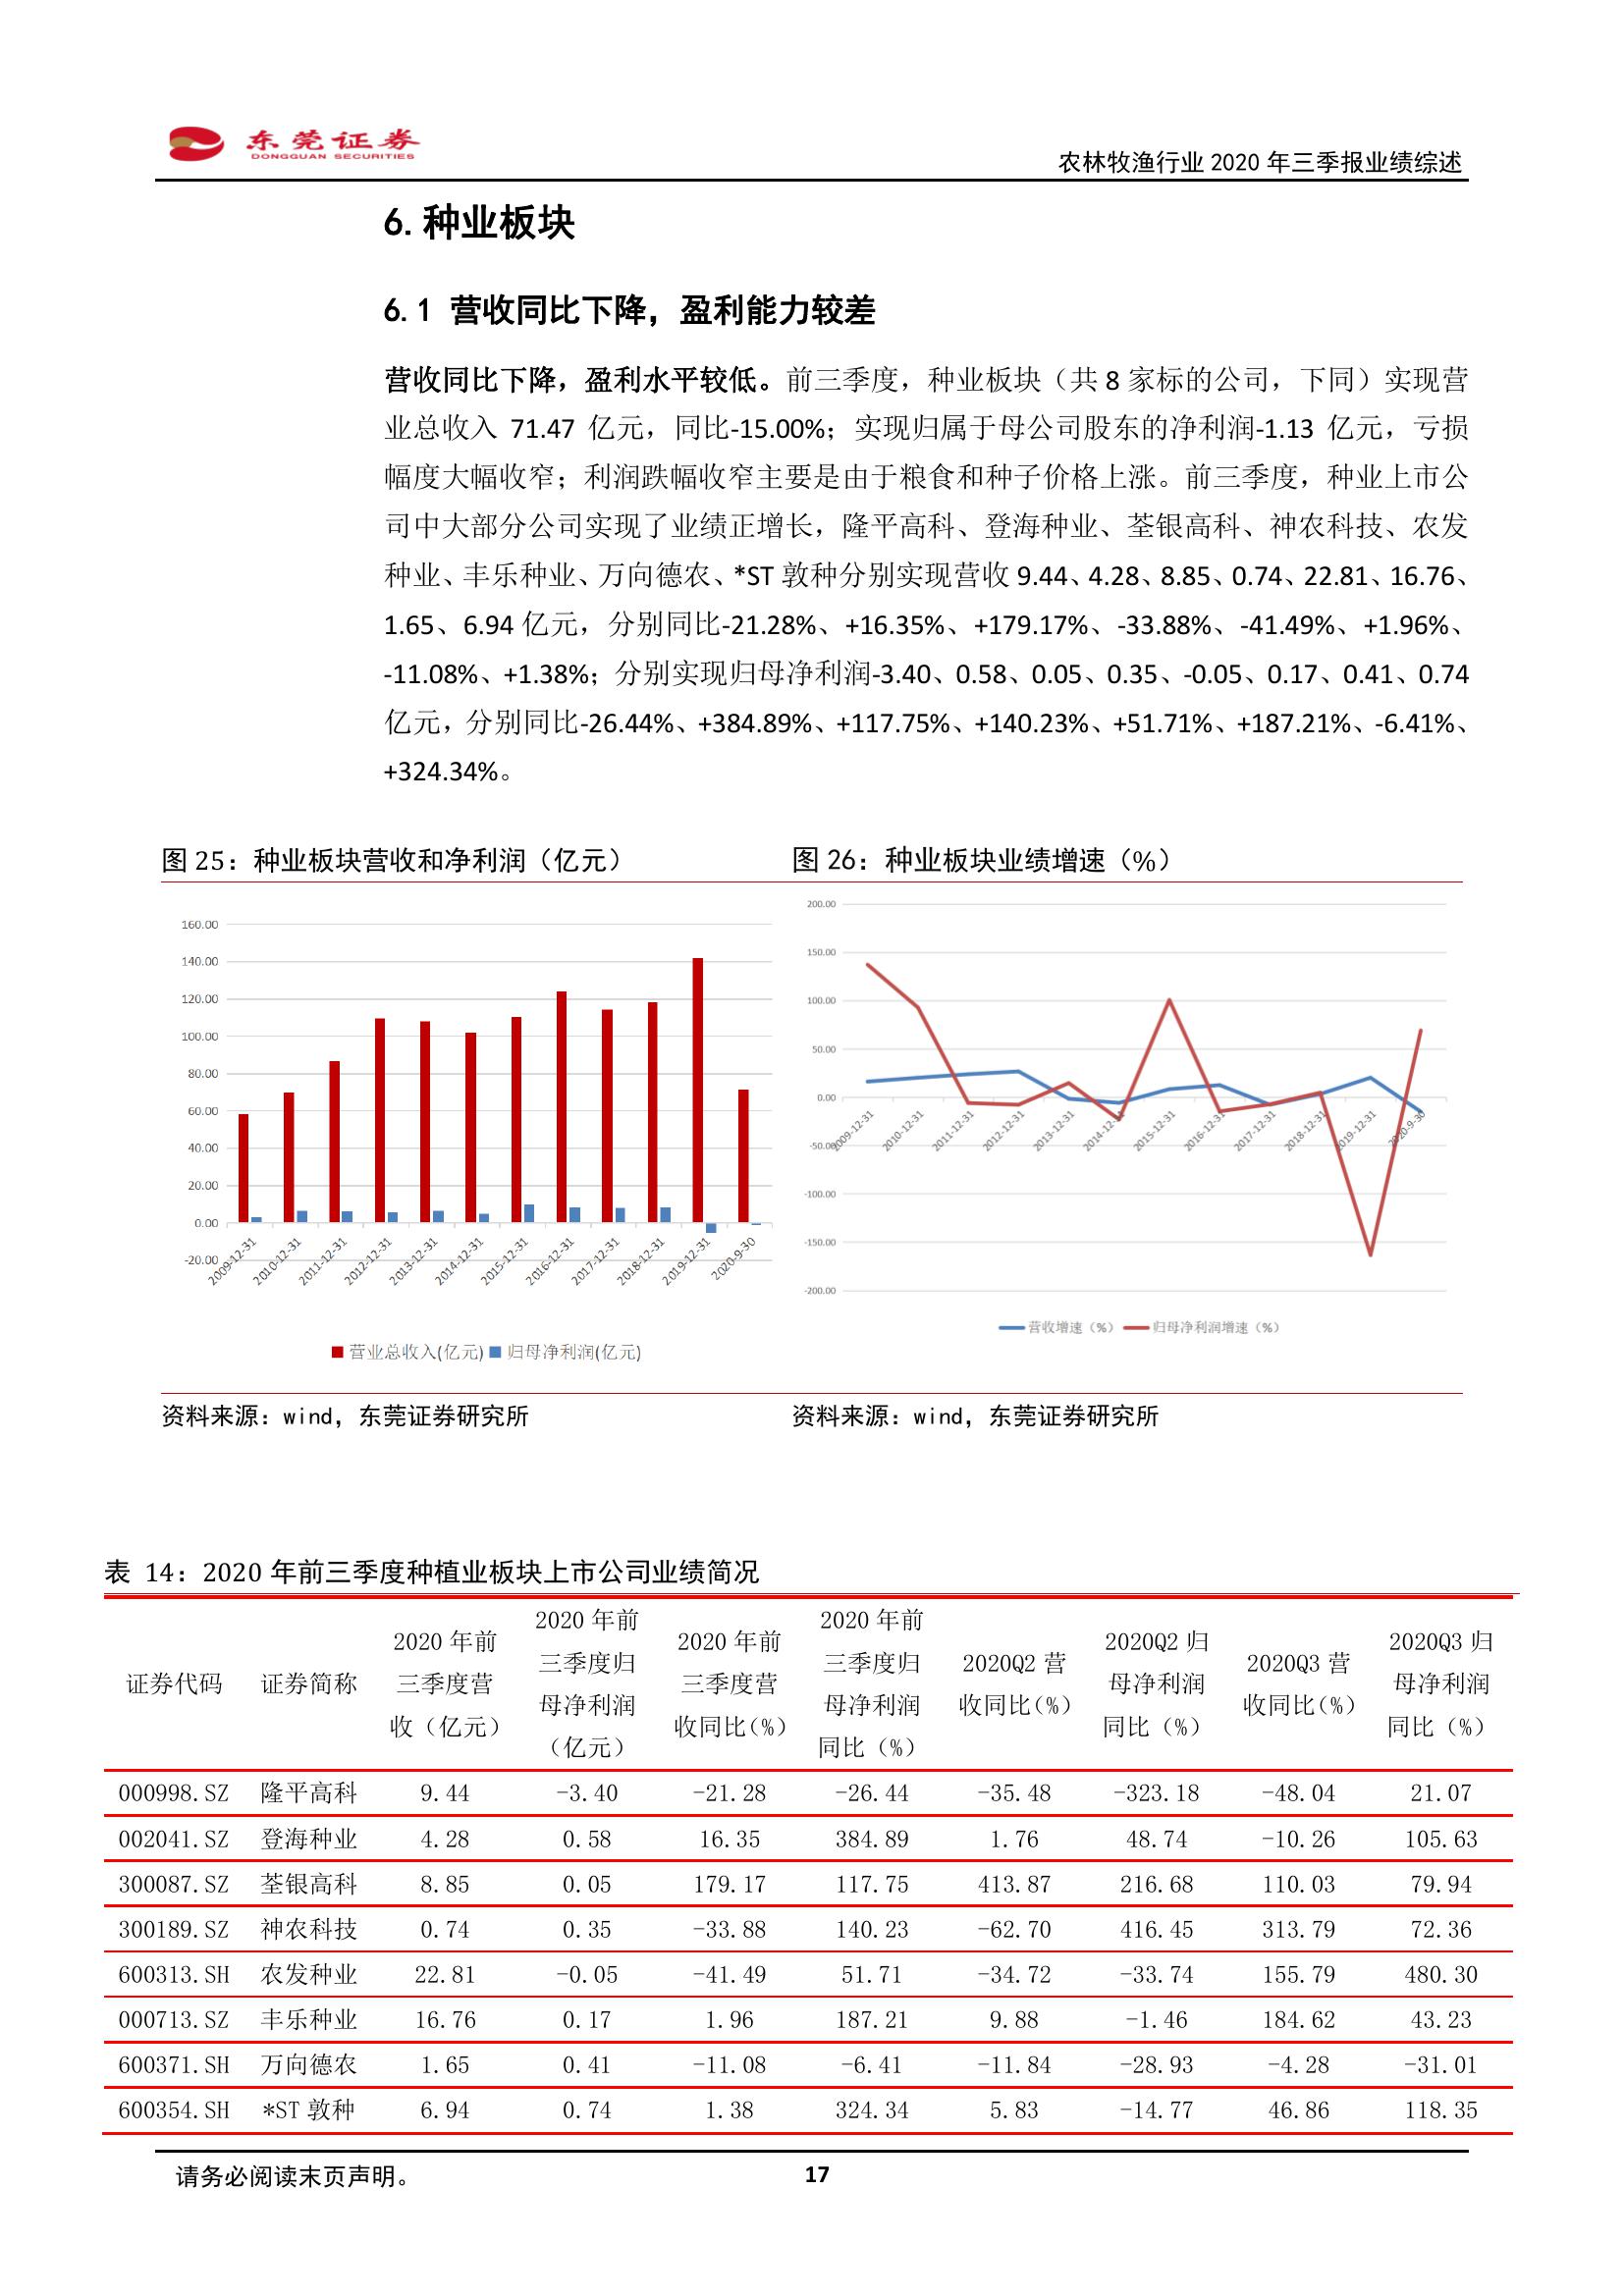 东莞证券
DONGGUAN SECURITIES
农林牧渔行业 2020 年三季报业绩综述
6.种业板块
6.1 营收同比下降，盈利能力较差
营收同比下降，盈利水平较低。前三季度，种业板块（共 8 家标的公司，下同）实现营
业总收入 71.47 亿元，同比-15.00%；实现归属于母公司股东的净利润-1.13 亿元，亏损
幅度大幅收窄；利润跌幅收窄主要是由于粮食和种子价格上涨。前三季度，种业上市公
司中大部分公司实现了业绩正增长，隆平高科、登海种业、荃银高科、神农科技、农发
种业、丰乐种业、万向德农、*ST 敦种分别实现营收 9.44、4.28、8.85、0.74、22.81、16.76、
1.65、6.94 亿元，分别同比-21.28%、+16.35%、+179.17%、-33.88%、-41.49%、+1.96%、
-11.08%、+1.38%；分别实现归母净利润-3.40、0.58、0.05、0.35、-0.05、0.17、0.41、0.74
亿元，分别同比-26.44%、+384.89%、+117.75%、+140.23%、+51.71%、+187.21%、-6.41%、
+324.34%。
图 25：种业板块营收和净利润（亿元）
160.00
140.00
120.00
100.00
80.00
60.00
40.00
20.00
0.00
-20.00
2009-12-31
2010-12-31
2011-12-31
2012-12-31
2013-12-31
2014-12-31
2015-12-31
2016-12-31
2017-12-31
2018-12-31
2019-12-31
2020-9-30
营业总收入(亿元) 归母净利润(亿元)
资料来源：wind，东莞证券研究所
图 26：种业板块业绩增速（%）
200.00
150.00
100.00
50.00
0.00
-50.00
-100.00
-150.00
-200.00
2009-12-31
2010-12-31
2011-12-31
2012-12-31
2013-12-31
2014-12-31
2015-12-31
2016-12-31
2017-12-31
2018-12-31
2019-12-31
2020-9-30
营收增速（%） 归母净利润增速（%）
资料来源：wind，东莞证券研究所
表 14：2020 年前三季度种植业板块上市公司业绩简况
证券代码
证券简称
2020 年前
三季度营
收（亿元）
2020 年前
三季度归
母净利润
（亿元）
2020 年前
三季度营
收同比(%)
2020 年前
三季度归
母净利润
同比（%）
2020Q2 营
收同比(%)
2020Q2 归
母净利润
同比（%）
2020Q3 营
收同比(%)
2020Q3 归
母净利润
同比（%）
000998.SZ 隆平高科 9.44 -3.40 -21.28 -26.44 -35.48 -323.18 -48.04 21.07
002041.SZ 登海种业 4.28 0.58 16.35 384.89 1.76 48.74 -10.26 105.63
300087.SZ 荃银高科 8.85 0.05 179.17 117.75 413.87 216.68 110.03 79.94
300189.SZ 神农科技 0.74 0.35 -33.88 140.23 -62.70 416.45 313.79 72.36
600313.SH 农发种业 22.81 -0.05 -41.49 51.71 -34.72 -33.74 155.79 480.30
000713.SZ 丰乐种业 16.76 0.17 1.96 187.21 9.88 -1.46 184.62 43.23
600371.SH 万向德农 1.65 0.41 -11.08 -6.41 -11.84 -28.93 -4.28 -31.01
600354.SH *ST 敦种 6.94 0.74 1.38 324.34 5.83 -14.77 46.86 118.35
请务必阅读末页声明。
17